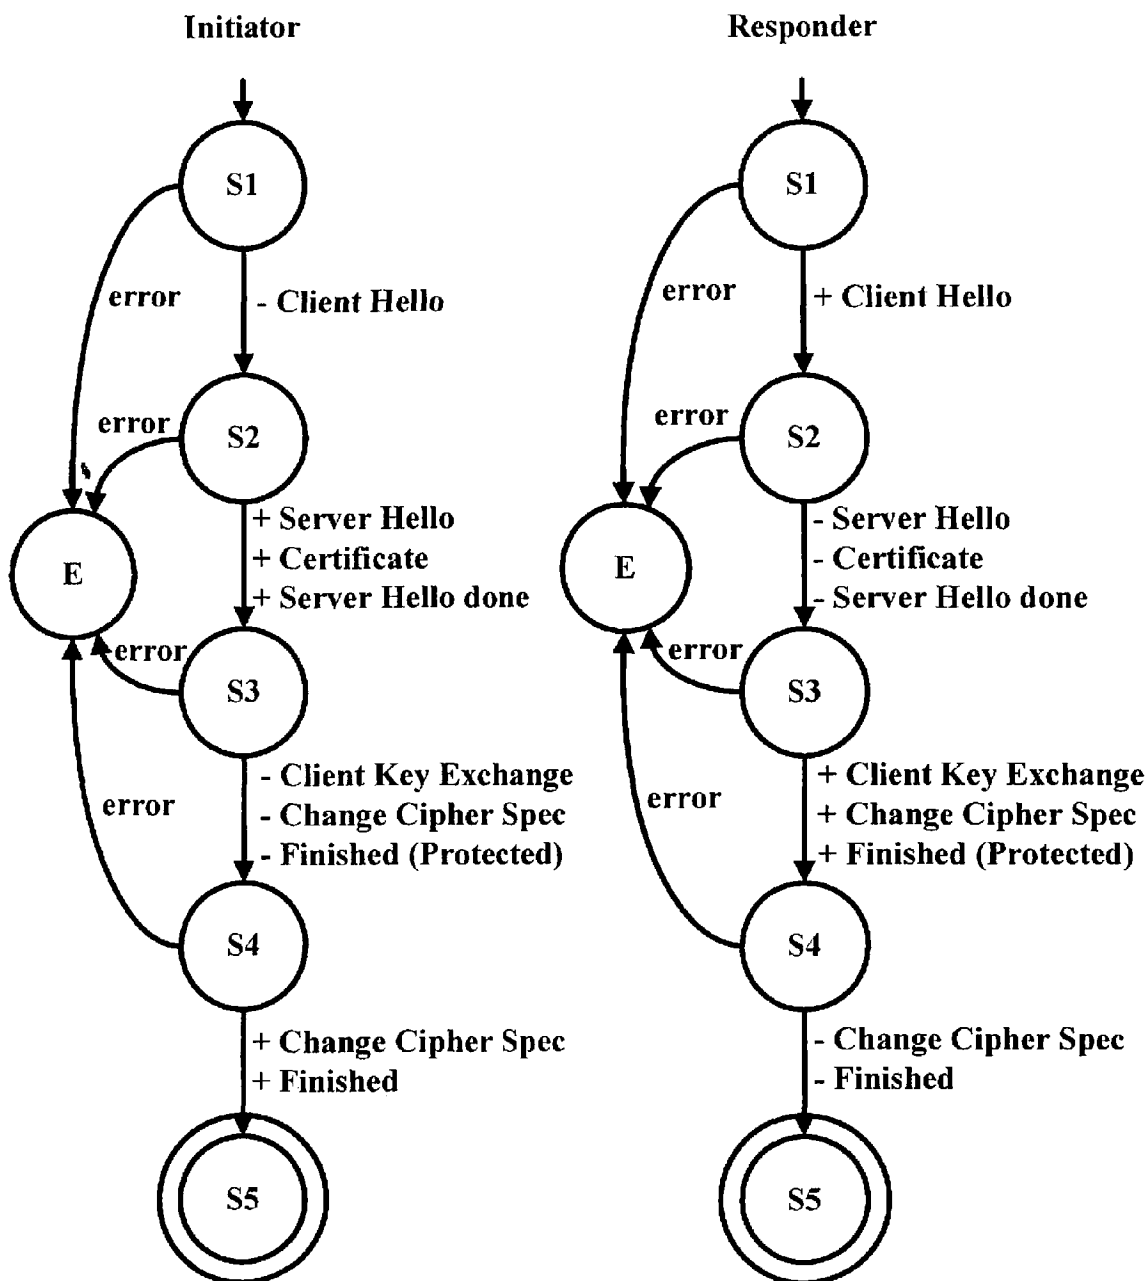 Initiator
S1
error
- Client Hello
error
S2
+ Server Hello
+ Certificate
+ Server Hello done
E
error
S3
- Client Key Exchange
- Change Cipher Spec
- Finished (Protected)
error
S4
+ Change Cipher Spec
+ Finished
S5
Responder
S1
error
+ Client Hello
error
S2
- Server Hello
- Certificate
- Server Hello done
E
error
S3
+ Client Key Exchange
+ Change Cipher Spec
+ Finished (Protected)
error
S4
- Change Cipher Spec
- Finished
S5